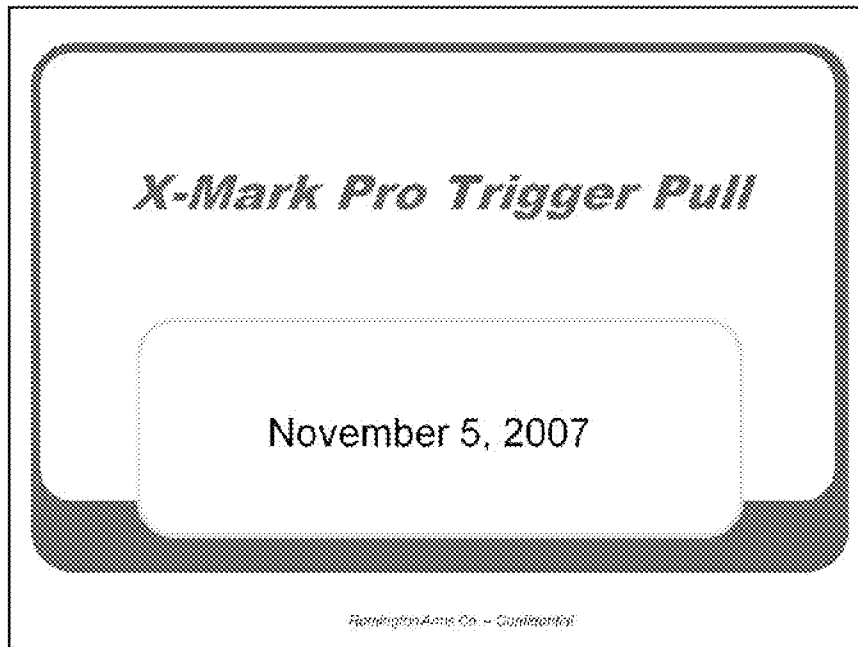 X-Mark Pro Trigger Pull
November 5, 2007
Remington Arms Co. – Confidential